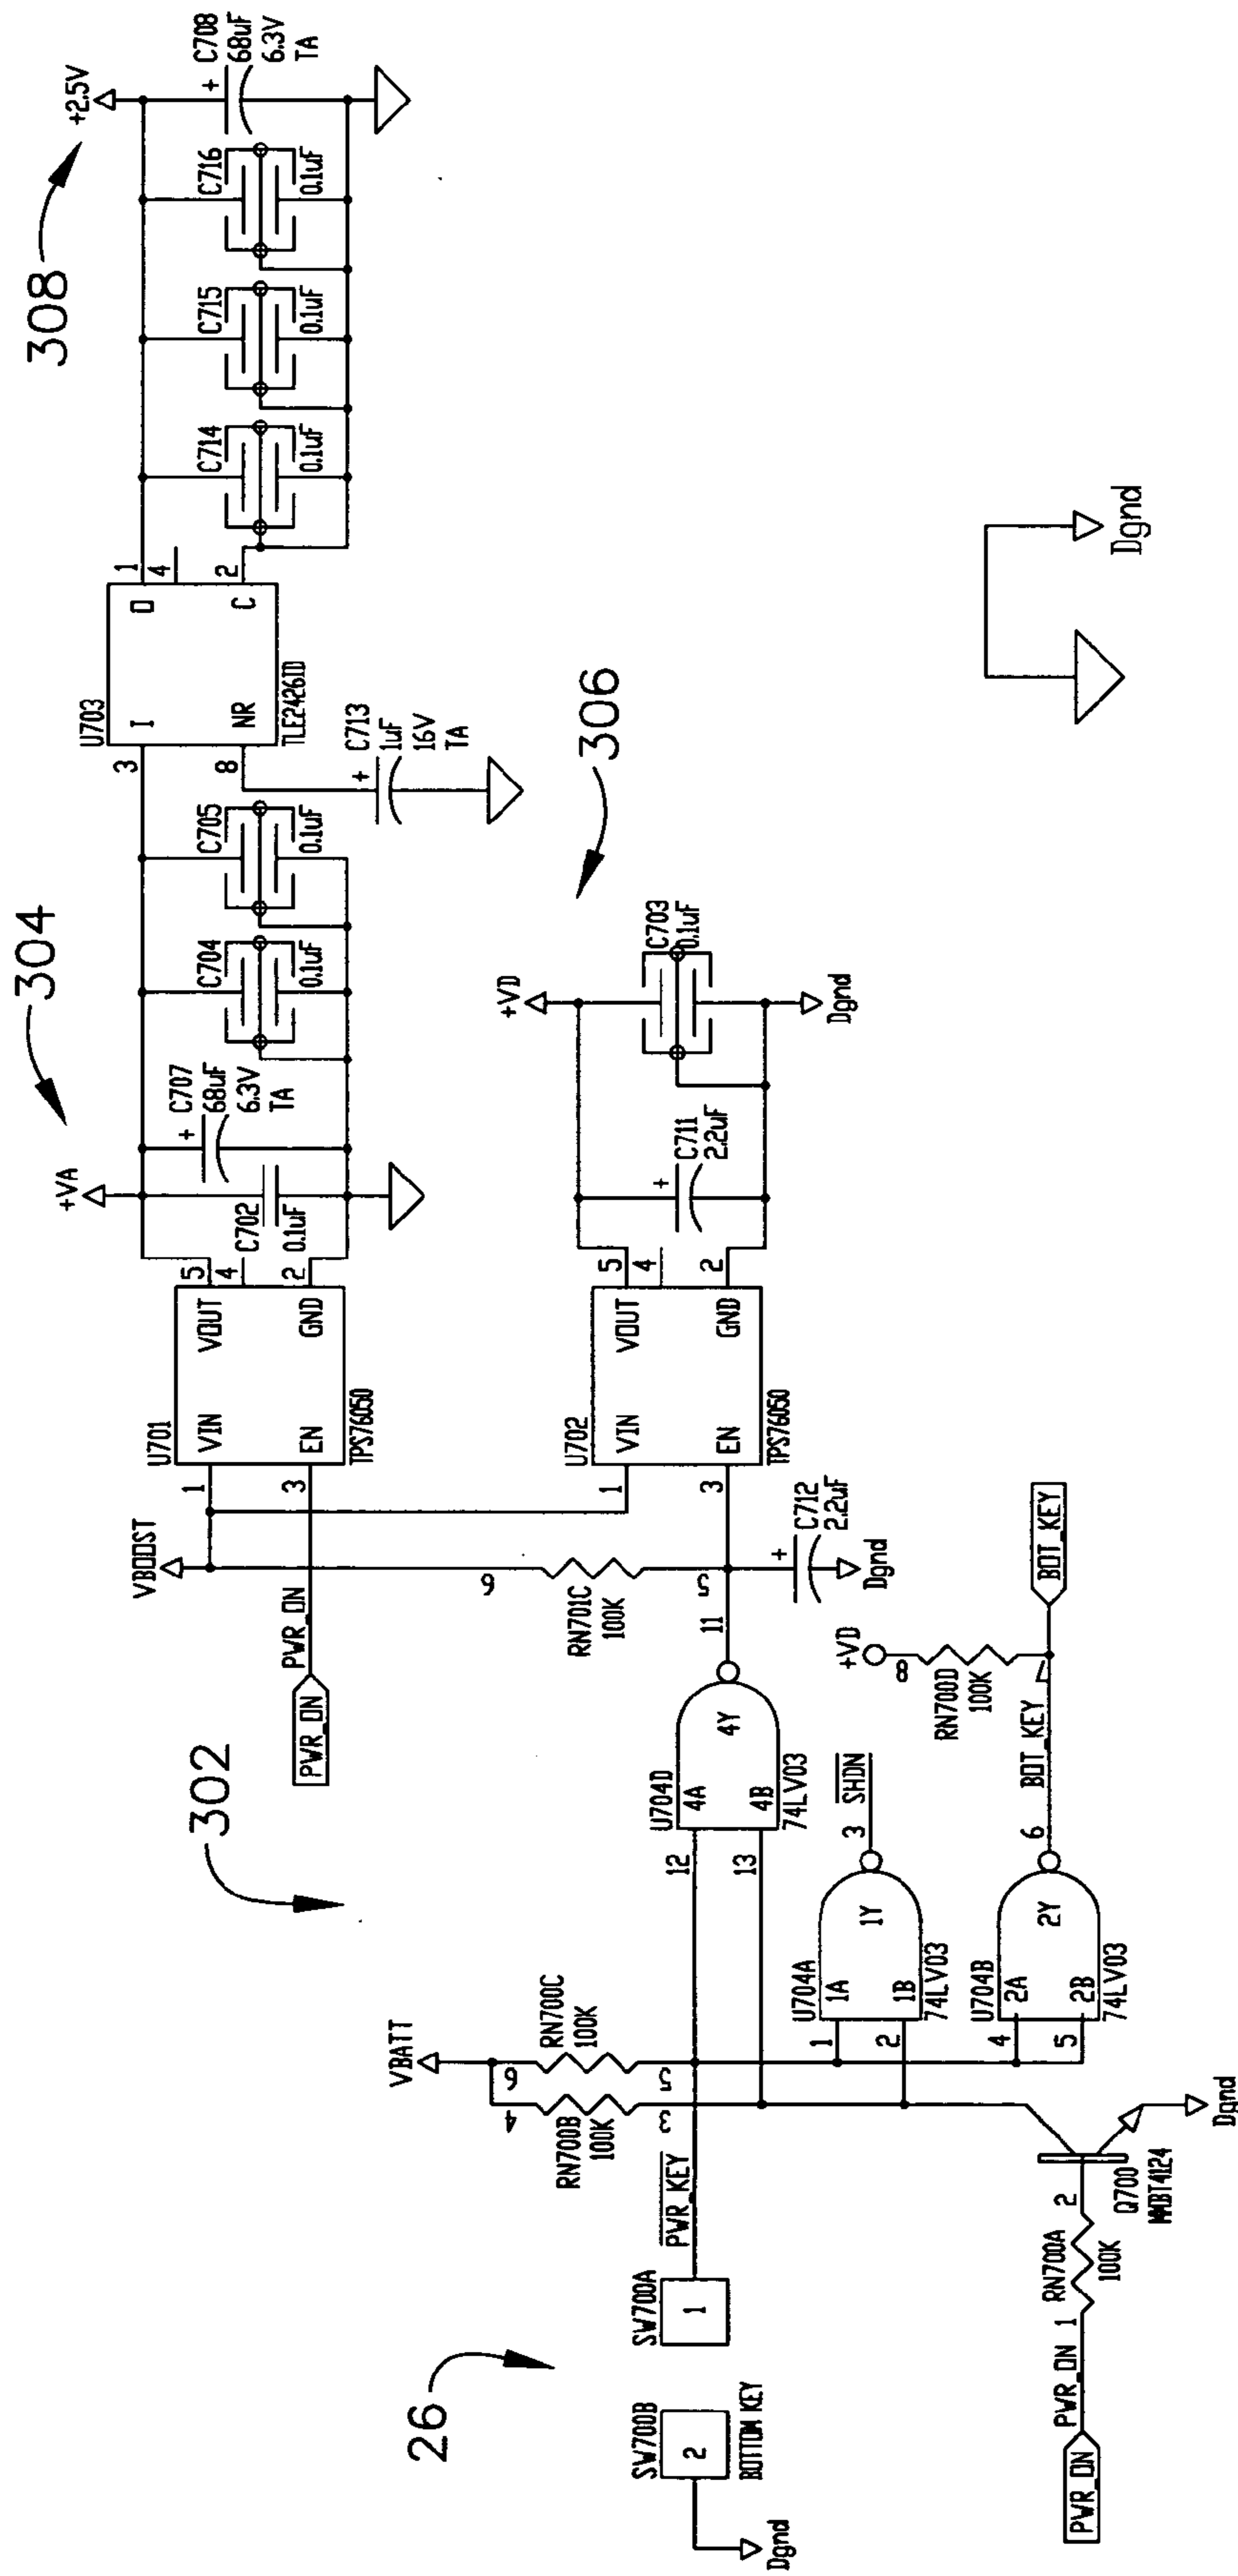 308
+2.5V
C708
68uF
6.3V
TA
C716
0.1uF
C715
0.1uF
C714
0.1uF
1
4
2
U703
I
O
NR
C
TLE2426ID
3
8
C713
1uF
16V
TA
304
+VA
C705
0.1uF
C704
0.1uF
C707
68uF
6.3V
TA
C702
0.1uF
5
4
2
U701
VIN
VOUT
EN
GND
TPS76050
1
3
VBOOST
PWR_ON
PWR_ON
306
+VD
C703
0.1uF
Dgnd
C711
2.2uF
5
4
2
U702
VIN
VOUT
EN
GND
TPS76050
1
3
6
RN701C
100K
5
C712
2.2uF
Dgnd
Dgnd
302
11
U704D
4A
4Y
4B
74LV03
12
13
VBATT
6
RN700C
100K
5
4
RN700B
100K
3
U704A
1A
1Y
1B
74LV03
1
2
3
SHDN
U704B
2A
2Y
2B
74LV03
4
5
6
BOT_KEY
+VD
8
RN700D
100K
7
BOT_KEY
26
SW700A
1
PWR_KEY
SW700B
2
BOTTOM KEY
Dgnd
PWR_ON
PWR_ON
1
RN700A
100K
2
Q700
MMBT4124
Dgnd